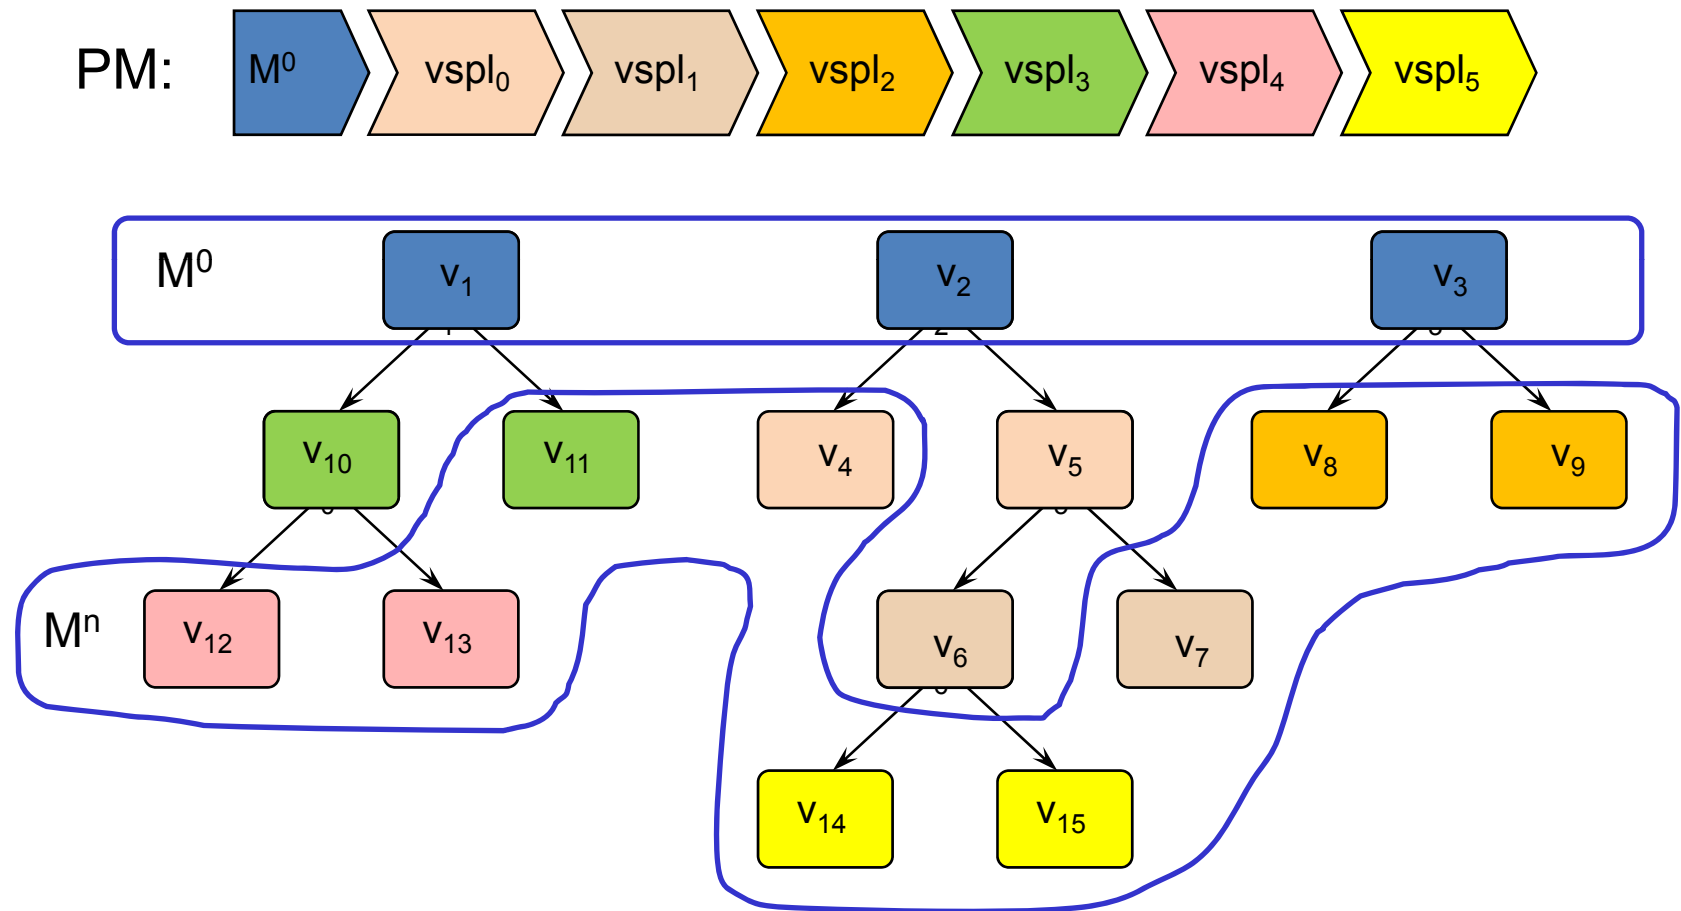 PM: M⁰ vspl₀ vspl₁ vspl₂ vspl₃ vspl₄ vspl₅
M⁰ v₁ v₂ v₃
v₁₀ v₁₁ v₄ v₅ v₈ v₉
Mⁿ v₁₂ v₁₃ v₆ v₇
v₁₄ v₁₅